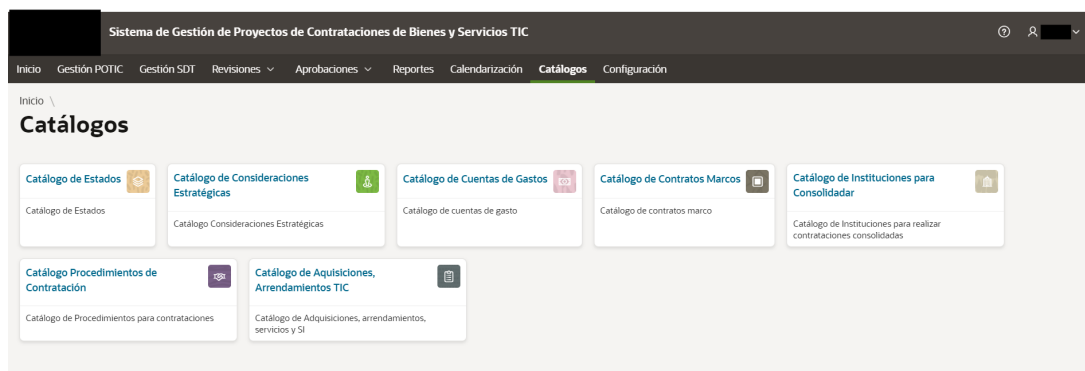 Sistema de Gestión de Proyectos de Contrataciones de Bienes y Servicios TIC
Inicio Gestión POTIC Gestión SDT Revisiones Aprobaciones Reportes Calendarización Catálogos Configuración
Inicio \
Catálogos
Catálogo de Estados
Catálogo de Estados
Catálogo de Consideraciones
Estratégicas
Catálogo Consideraciones Estratégicas
Catálogo de Cuentas de Gastos
Catálogo de cuentas de gasto
Catálogo de Contratos Marcos
Catálogo de contratos marco
Catálogo de Instituciones para
Consolidadar
Catálogo de Instituciones para realizar
contrataciones consolidadas
Catálogo Procedimientos de
Contratación
Catálogo de Procedimientos para contrataciones
Catálogo de Aquisiciones,
Arrendamientos TIC
Catálogo de Adquisiciones, arrendamientos,
servicios y SI